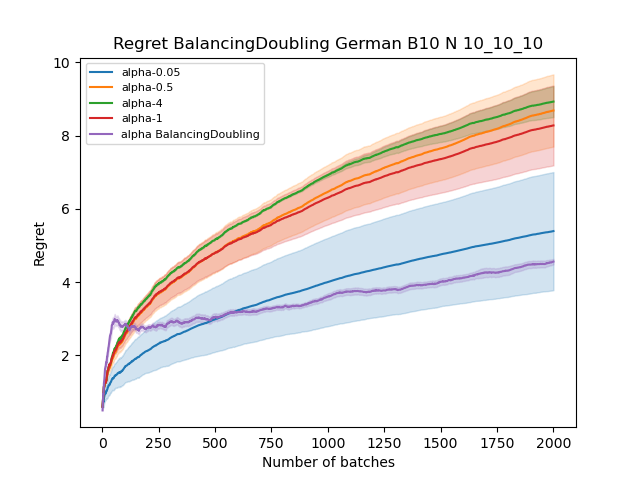 Regret BalancingDoubling German B10 N 10_10_10
alpha-0.05
alpha-0.5
alpha-4
alpha-1
alpha BalancingDoubling
10
8
6
4
2
Regret
0 250 500 750 1000 1250 1500 1750 2000
Number of batches